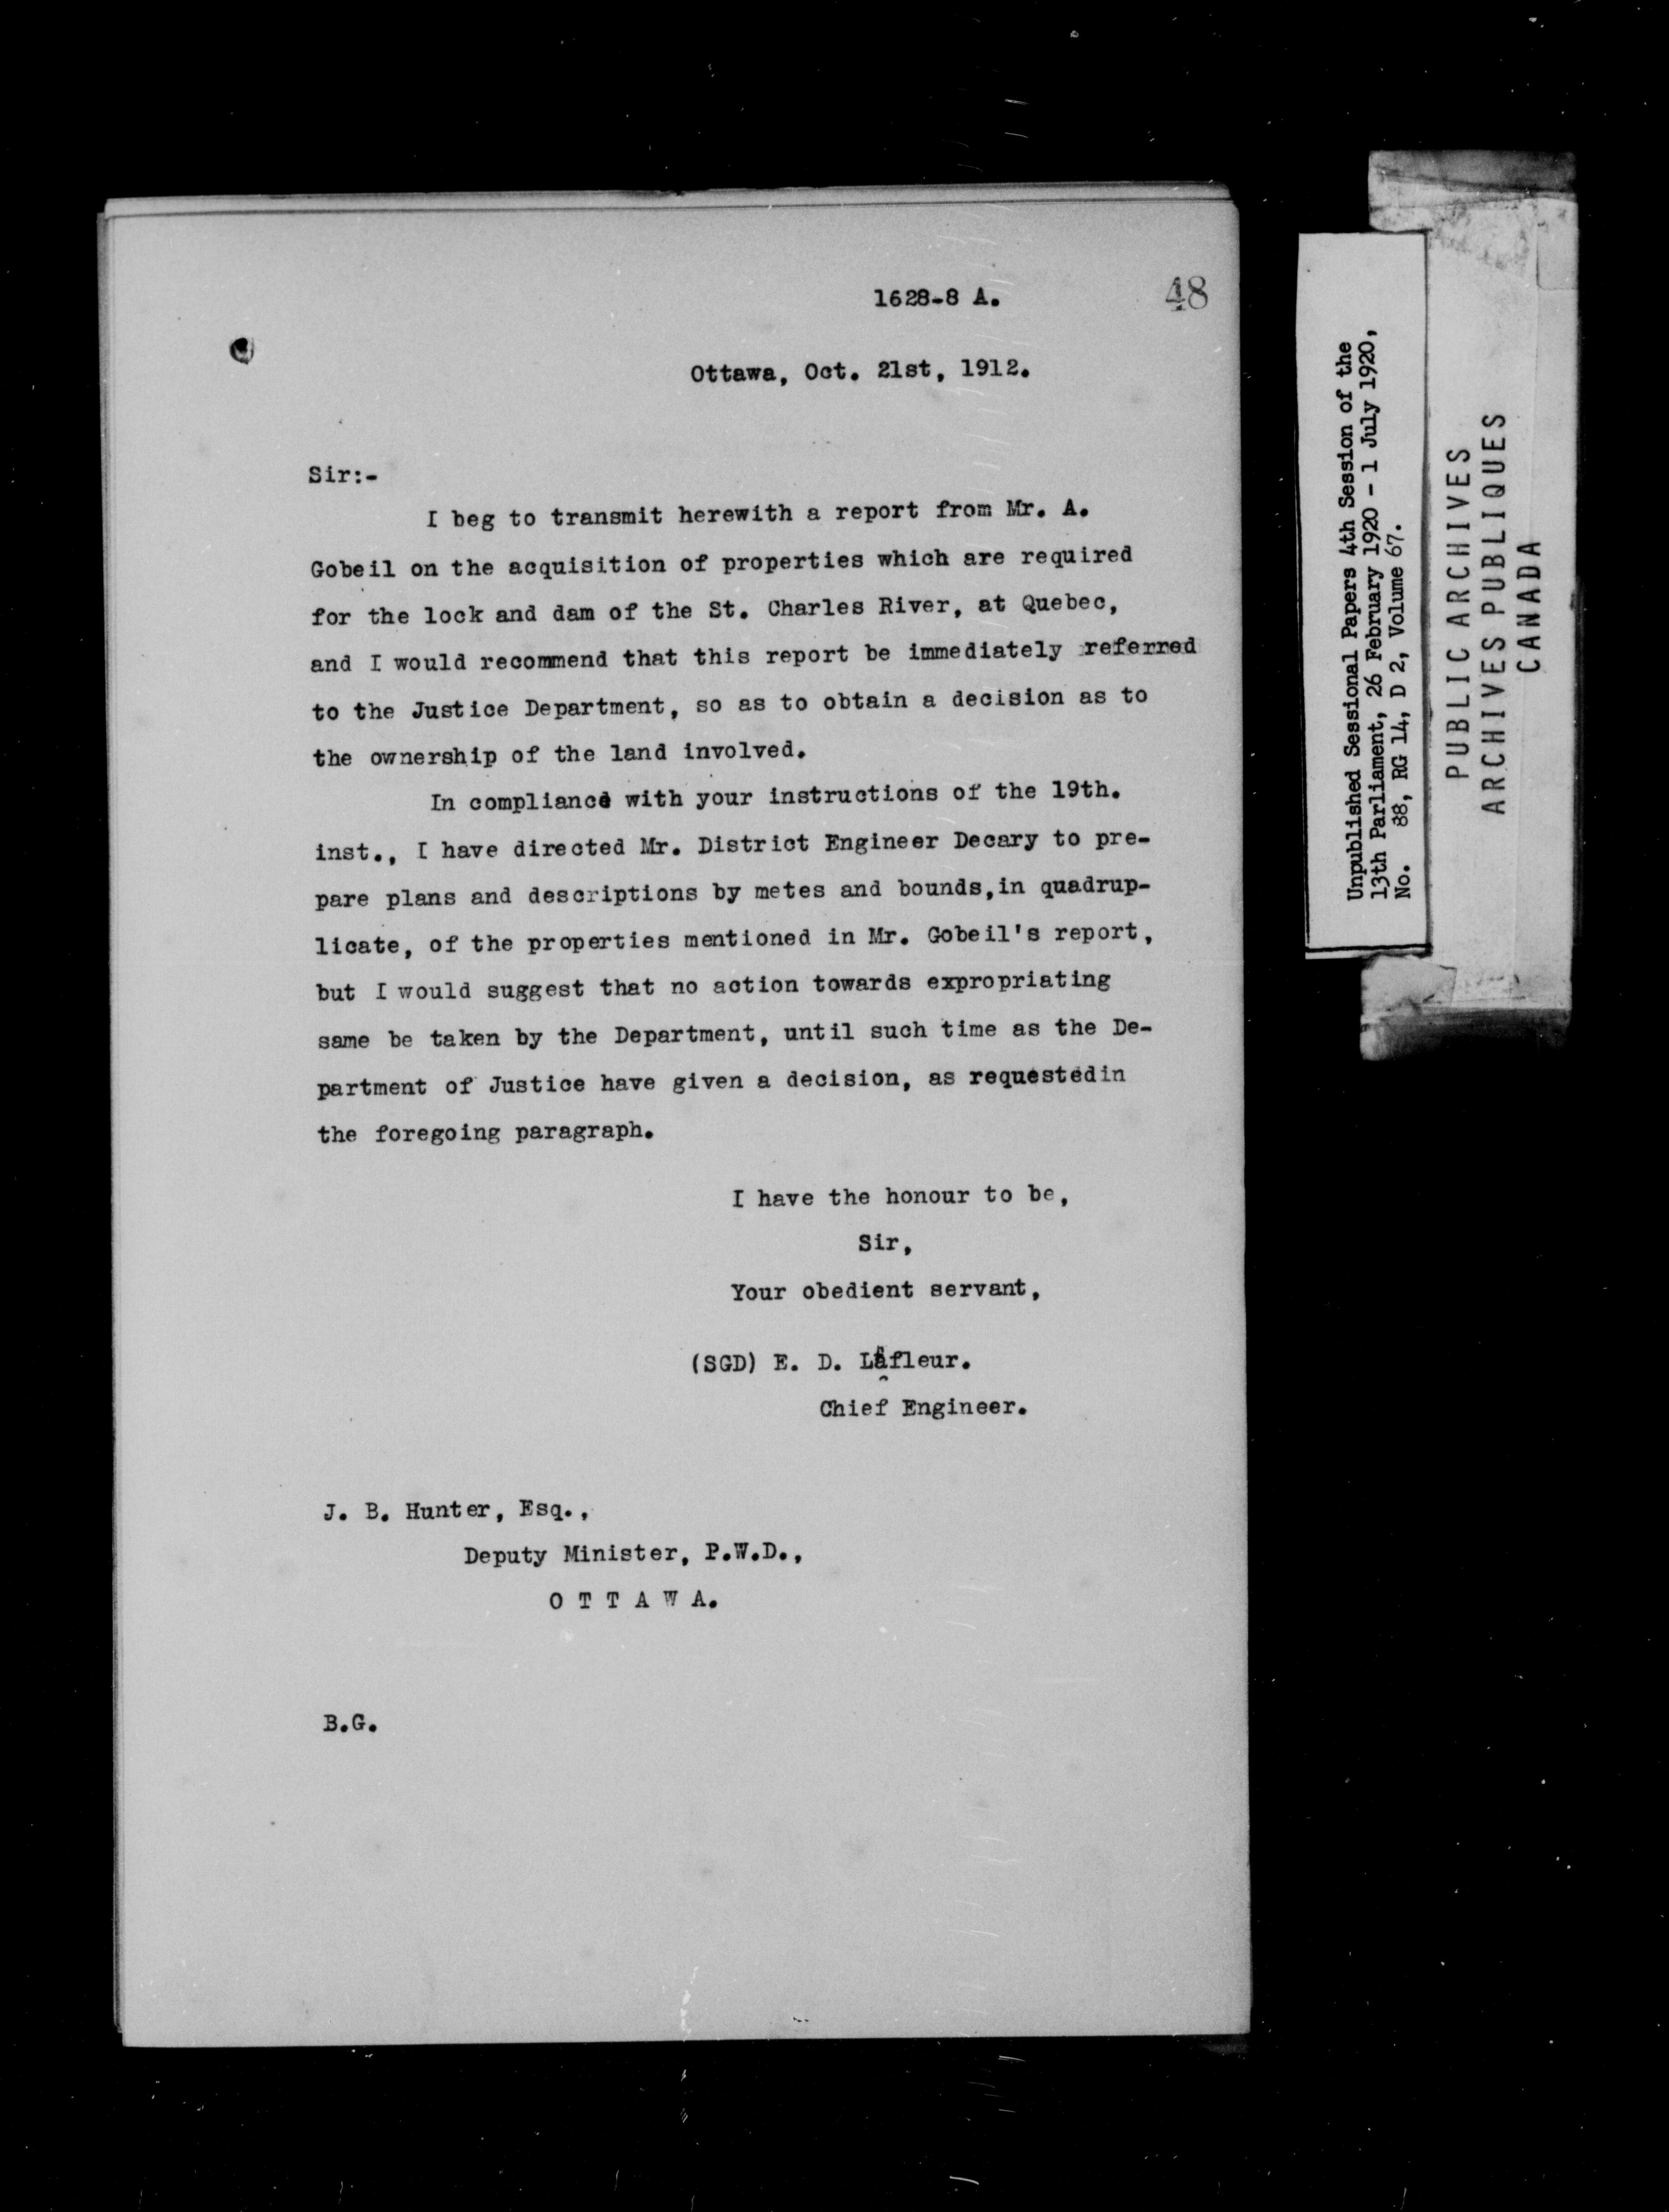 1628-8 A.
48
Ottawa, Oct. 21st, 1912.
Sir:-
I beg to transmit herewith a report from Mr. A.
Gobeil on the acquisition of properties which are required
for the lock and dam of the St. Charles River, at Quebec,
and I would recommend that this report be immediately referred
to the Justice Department, so as to obtain a decision as to
the ownership of the land involved.
In compliance with your instructions of the 19th.
inst., I have directed Mr. District Engineer Decary to pre-
pare plans and descriptions by metes and bounds,in quadrup-
licate, of the properties mentioned in Mr. Gobeil's report,
but I would suggest that no action towards expropriating
same be taken by the Department, until such time as the De-
partment of Justice have given a decision, as requestedin
the foregoing paragraph.
I have the honour to be,
Sir,
Your obedient servant,
(SGD) E. D. Lafleur.
Chief Engineer.
J. B. Hunter, Esq.,
Deputy Minister, P.W.D.,
O T T A W A.
B.G.
Unpublished Sessional Papers 4th Session of the
13th Parliament, 26 February 1920 - 1 July 1920,
No. 88, RG 14, D 2, Volume 67.
PUBLIC ARCHIVES
ARCHIVES PUBLIQUES
CANADA